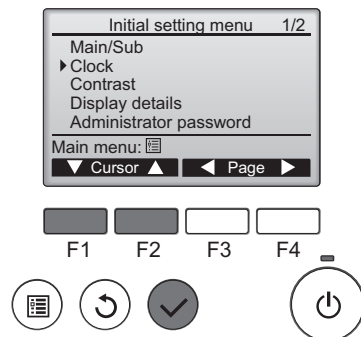 Initial setting menu 1/2
Main/Sub
Clock
Contrast
Display details
Administrator password
Main menu:
Cursor Page
F1 F2 F3 F4